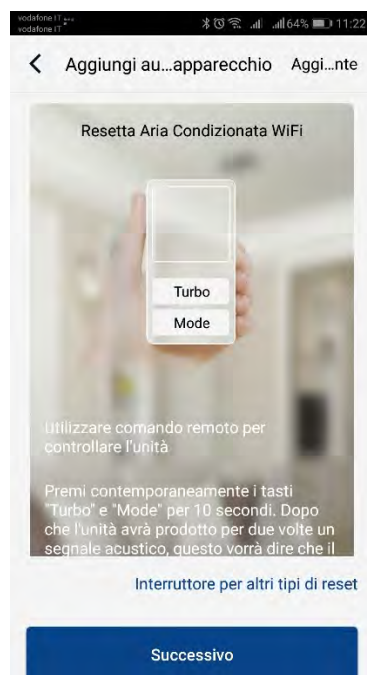 vodafone IT
vodafone IT 64% 11:22
Aggiungi au...apparecchio Aggi...nte
Resetta Aria Condizionata WiFi
Turbo
Mode
Utilizzare comando remoto per
controllare l'unità
Premi contemporaneamente i tasti
"Turbo" e "Mode" per 10 secondi. Dopo
che l'unità avrà prodotto per due volte un
segnale acustico, questo vorrà dire che il
Interruttore per altri tipi di reset
Successivo